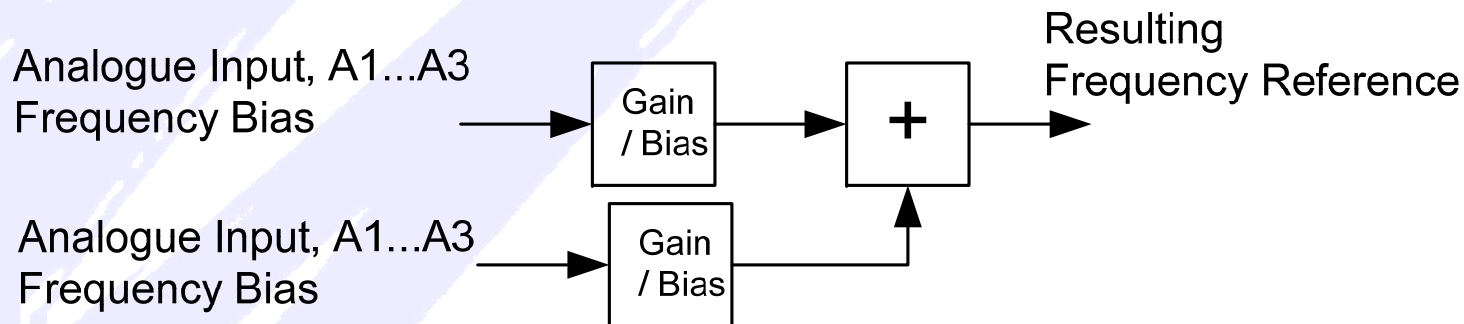 Resulting
Frequency Reference
Analogue Input, A1...A3
Frequency Bias
Gain
/ Bias
+
Analogue Input, A1...A3
Frequency Bias
Gain
/ Bias